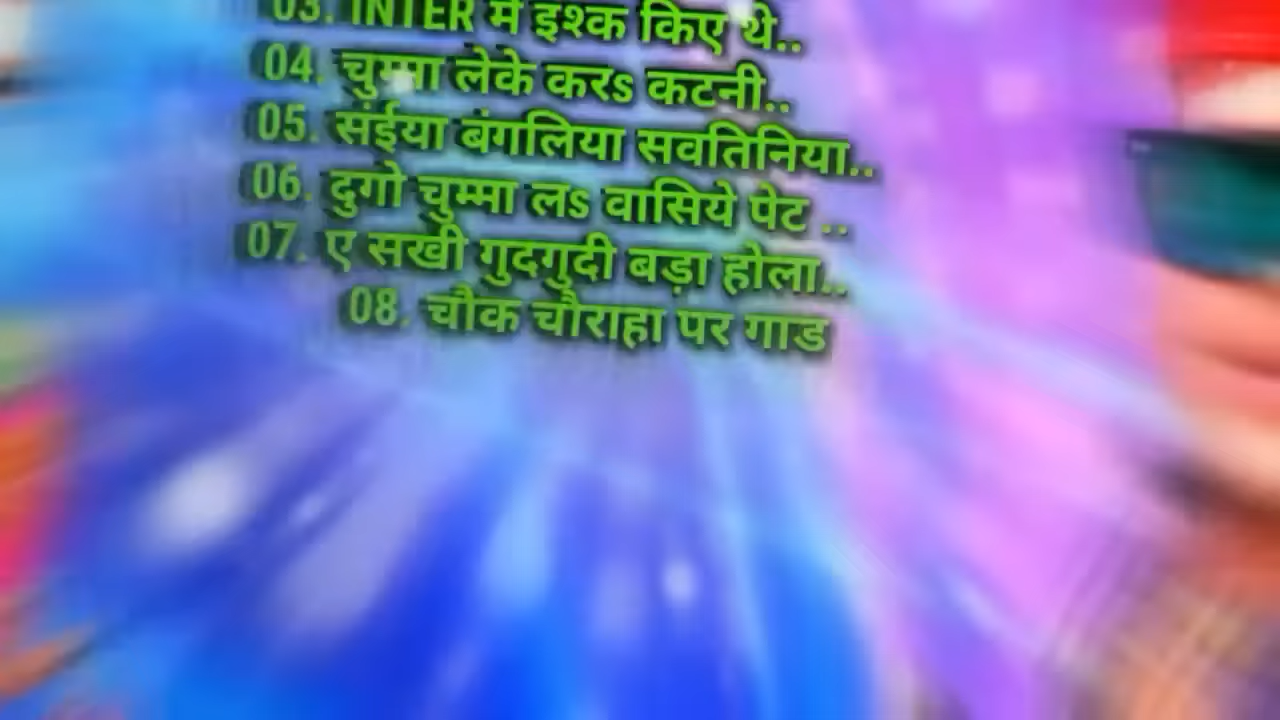 03. INTER में इश्क किए थे..
04. चुम्मा लेके करs कटनी..
05. संईया बंगलिया सवतिनिया..
06. दुगो चुम्मा लs वासिये पेट ..
07. ए सखी गुदगुदी बड़ा होला..
08. चौक चौराहा पर गाड